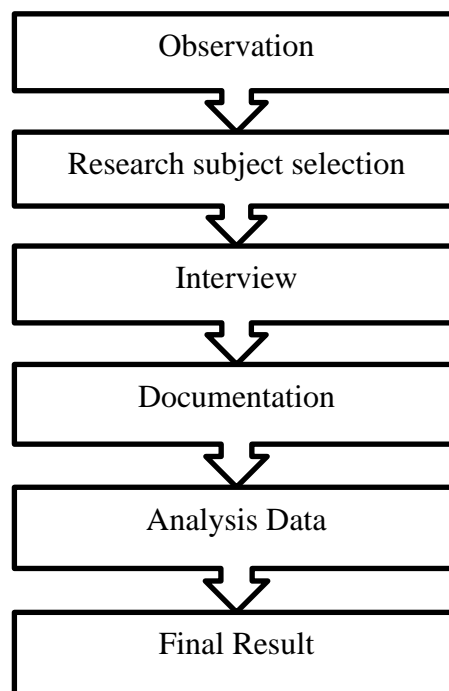 Observation
Research subject selection
Interview
Documentation
Analysis Data
Final Result